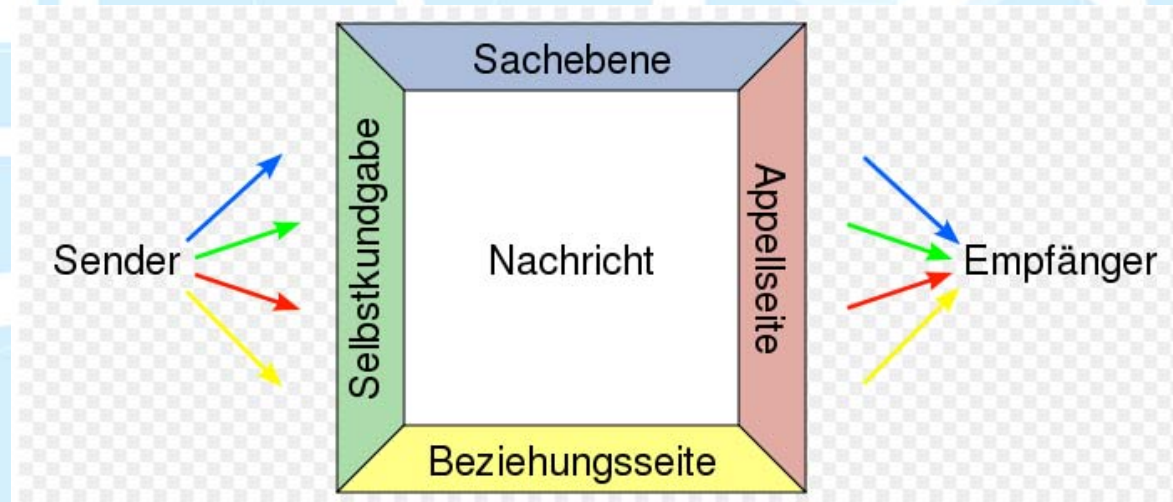 Sachebene
Sender
Selbstkundgabe
Nachricht
Appellseite
Empfänger
Beziehungsseite